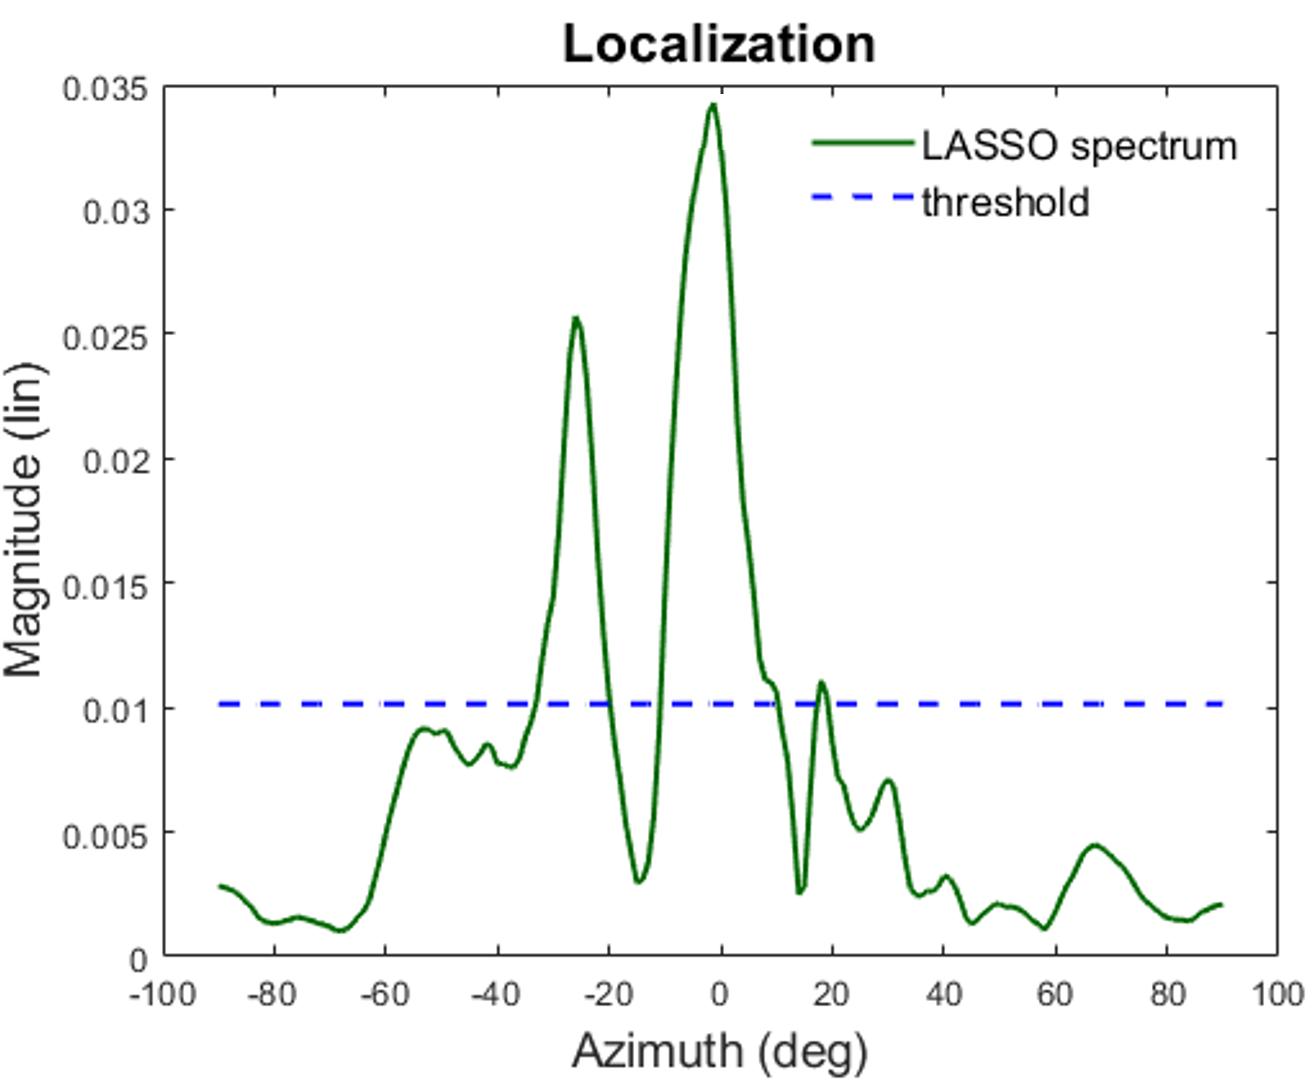 Localization
0.035
0.03
0.025
0.02
0.015
0.01
0.005
0
Magnitude (lin)
LASSO spectrum
threshold
-100 -80 -60 -40 -20 0 20 40 60 80 100
Azimuth (deg)